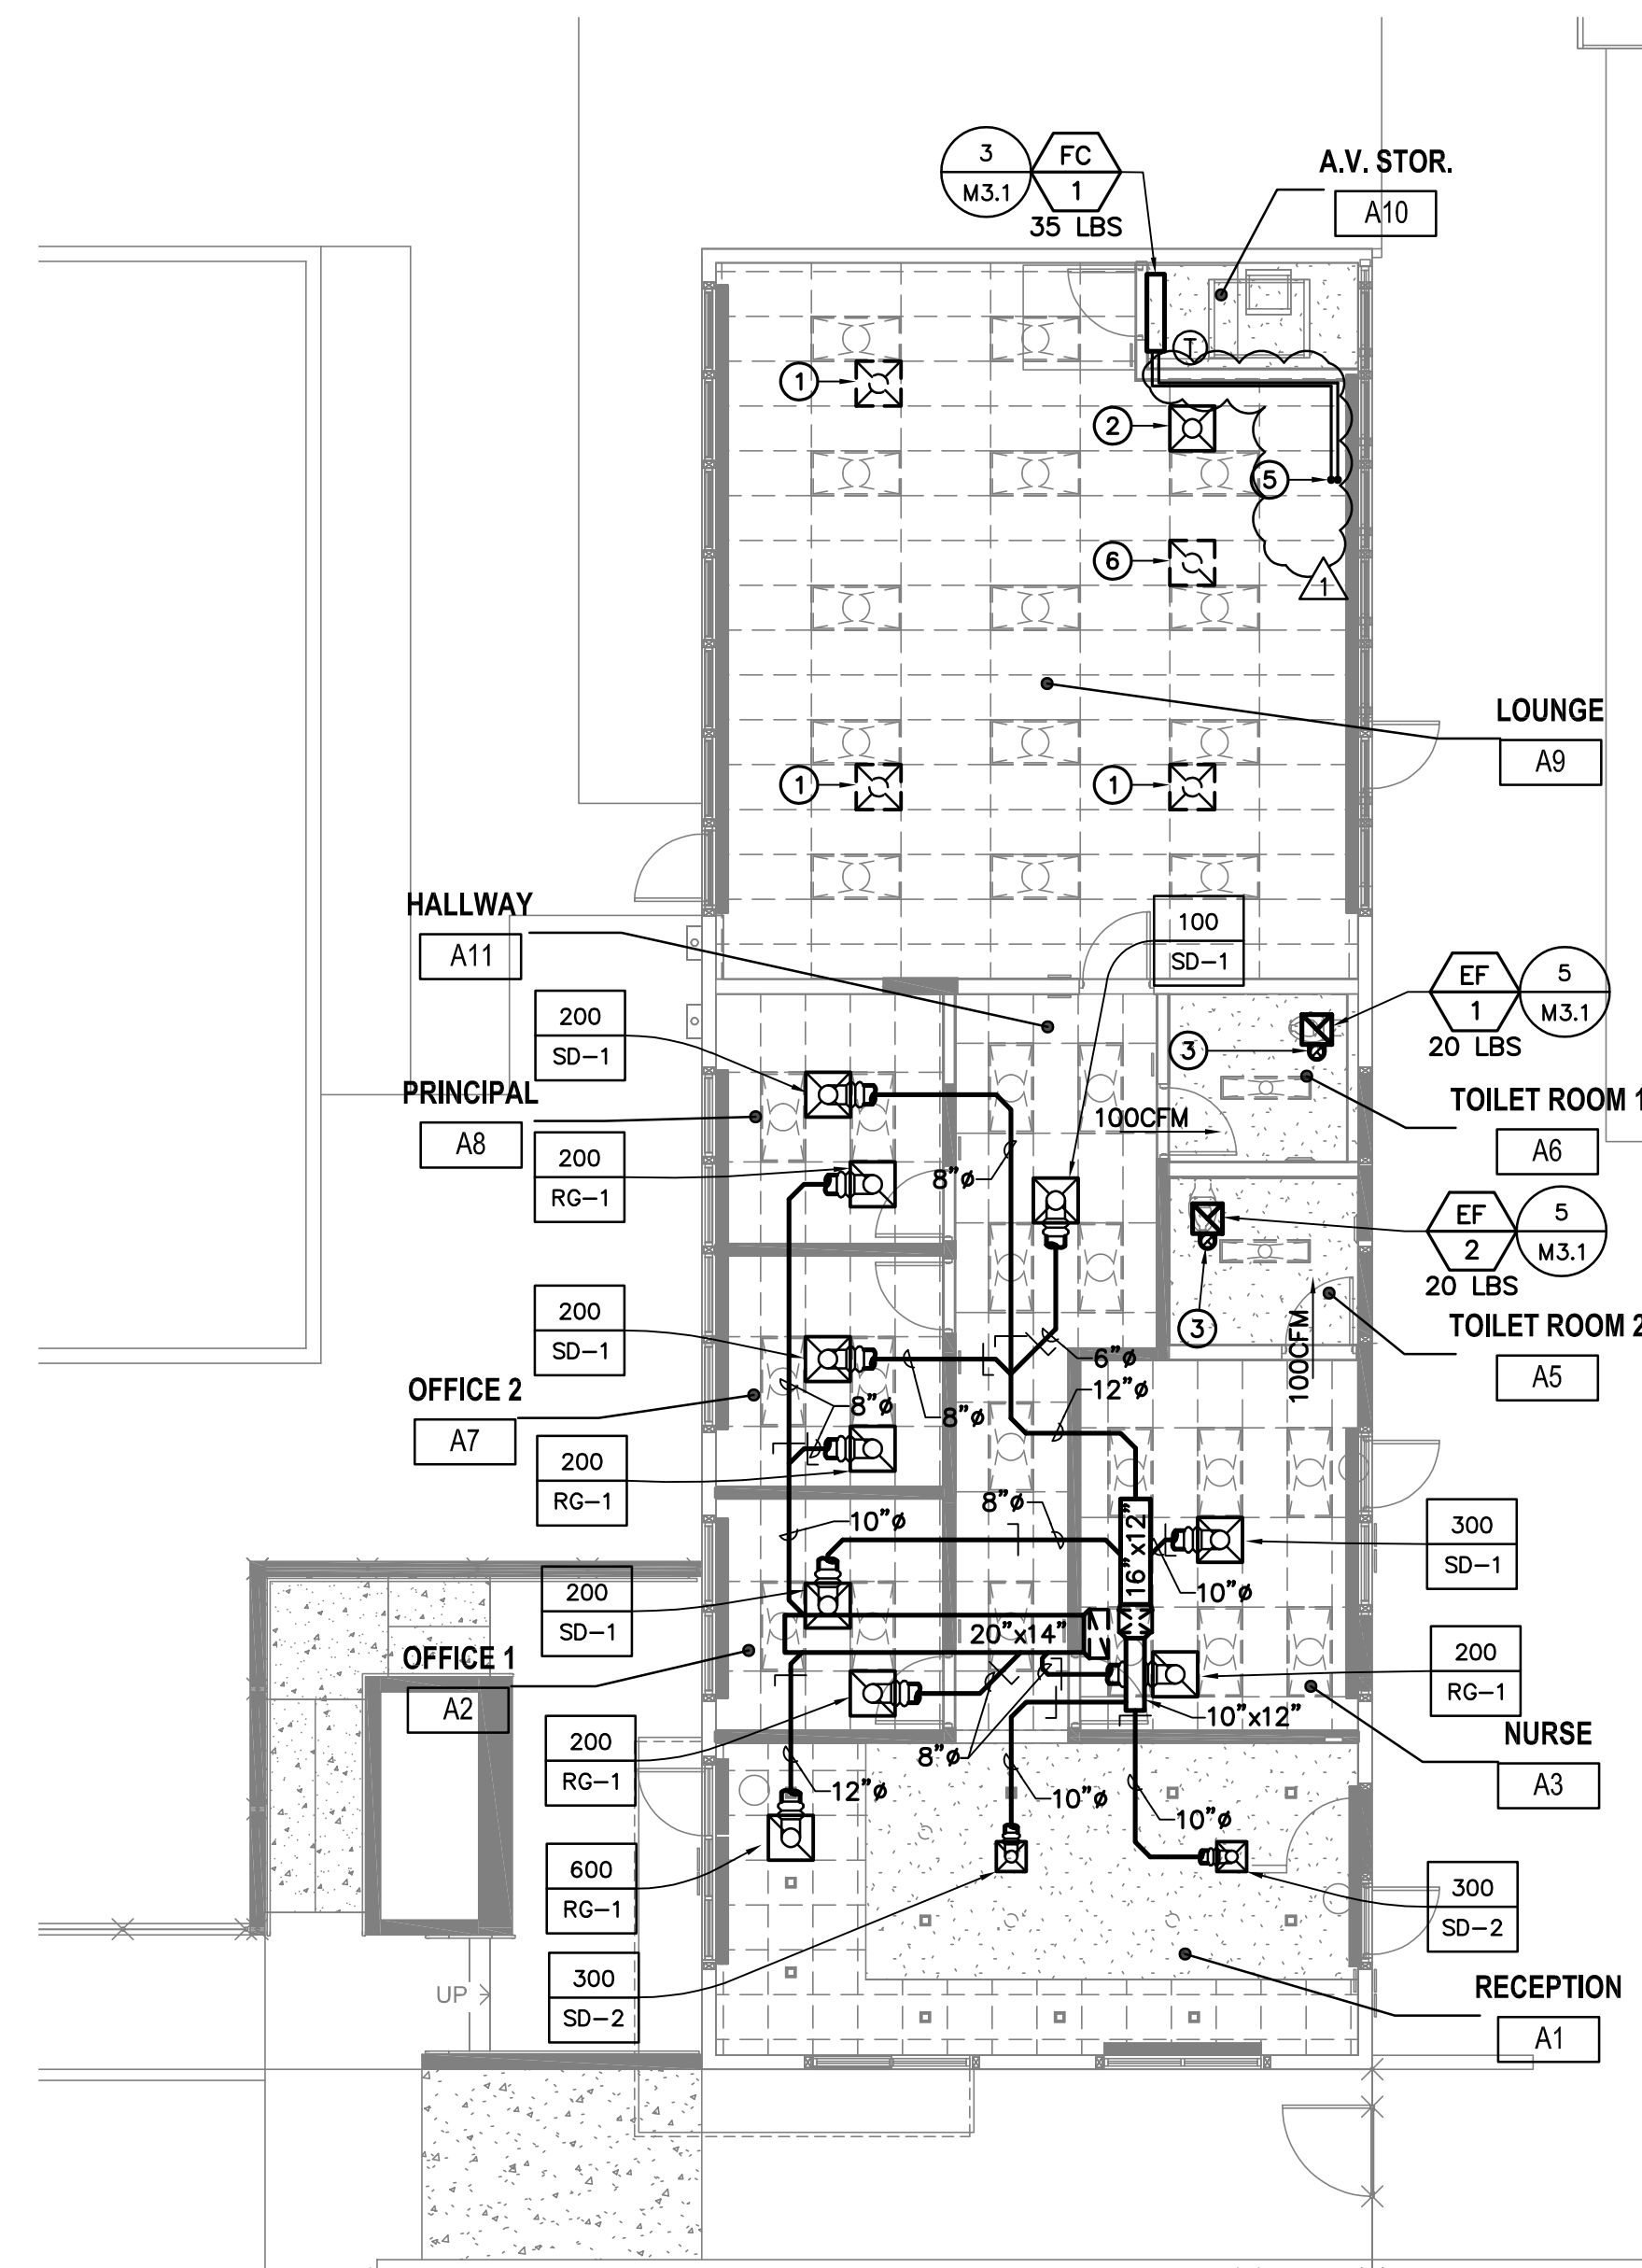 3
M3.1
FC
1
35 LBS
A.V. STOR.
A10
T
1
2
5
6
1
LOUNGE
A9
1
1
HALLWAY
A11
100
SD-1
EF
1
5
M3.1
20 LBS
200
SD-1
3
PRINCIPAL
A8
100CFM
TOILET ROOM 1
A6
200
RG-1
8"ø
EF
2
5
M3.1
20 LBS
3
200
SD-1
100CFM
TOILET ROOM 2
A5
6"ø
12"ø
OFFICE 2
A7
8"ø
8"ø
200
RG-1
8"ø
10"ø
16"x12"
300
SD-1
10"ø
200
SD-1
20"x14"
OFFICE 1
A2
200
RG-1
10"x12"
NURSE
A3
200
RG-1
8"ø
12"ø
10"ø
10"ø
600
RG-1
300
SD-2
300
SD-2
UP
RECEPTION
A1